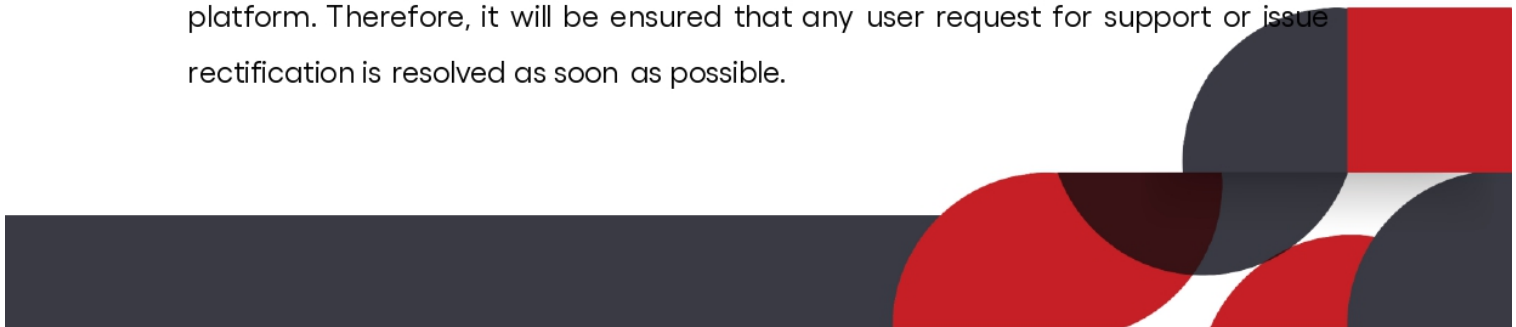 platform. Therefore, it will be ensured that any user request for support or issue
rectification is resolved as soon as possible.